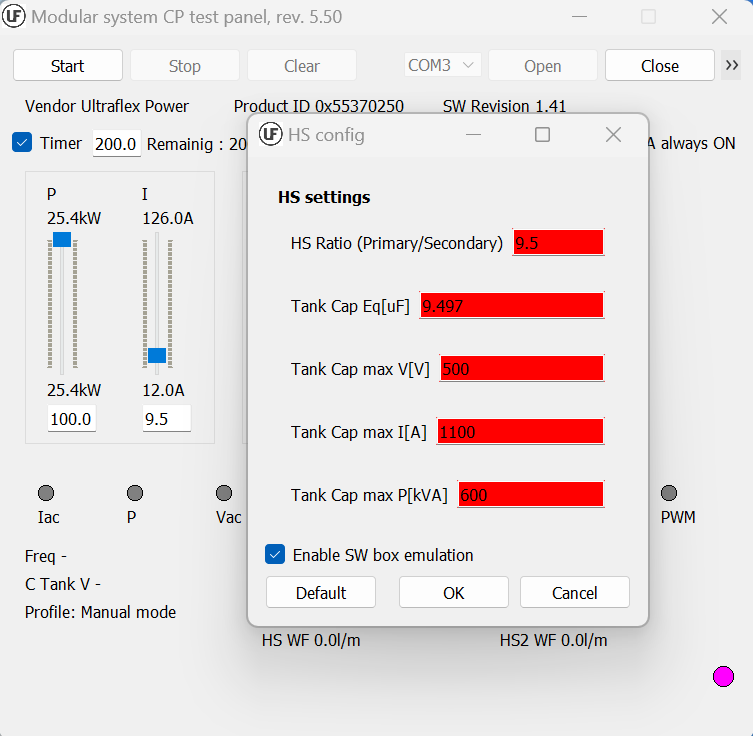 UF Modular system CP test panel, rev. 5.50
Start Stop Clear COM3 Open Close >>
Vendor Ultraflex Power Product ID 0x55370250 SW Revision 1.41
Timer 200.0 Remainig : 20 A always ON
UF HS config
P I
25.4kW 126.0A
HS settings
HS Ratio (Primary/Secondary) 9.5
Tank Cap Eq[uF] 9.497
Tank Cap max V[V] 500
25.4kW 12.0A
100.0 9.5
Tank Cap max I[A] 1100
Tank Cap max P[kVA] 600
Iac P Vac PWM
Enable SW box emulation
Default OK Cancel
Freq -
C Tank V -
Profile: Manual mode
HS WF 0.0l/m HS2 WF 0.0l/m